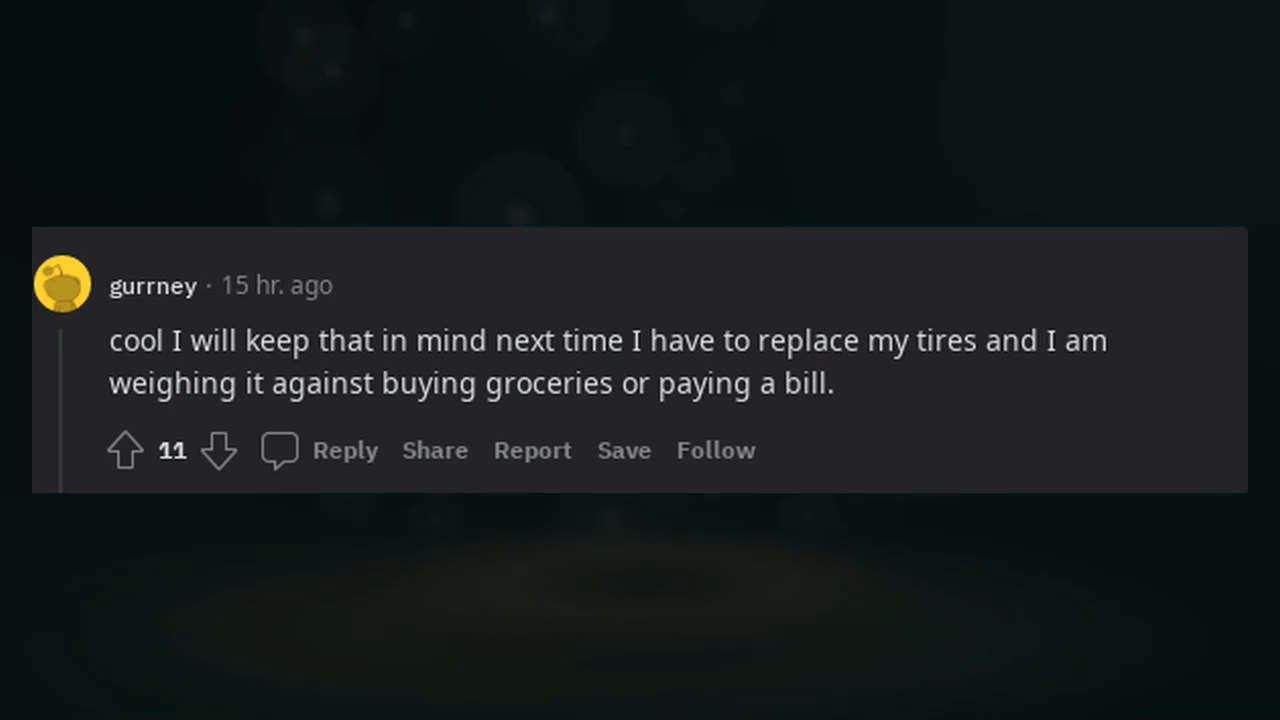 gurrney · 15 hr. ago
cool I will keep that in mind next time I have to replace my tires and I am
weighing it against buying groceries or paying a bill.
11 Reply Share Report Save Follow